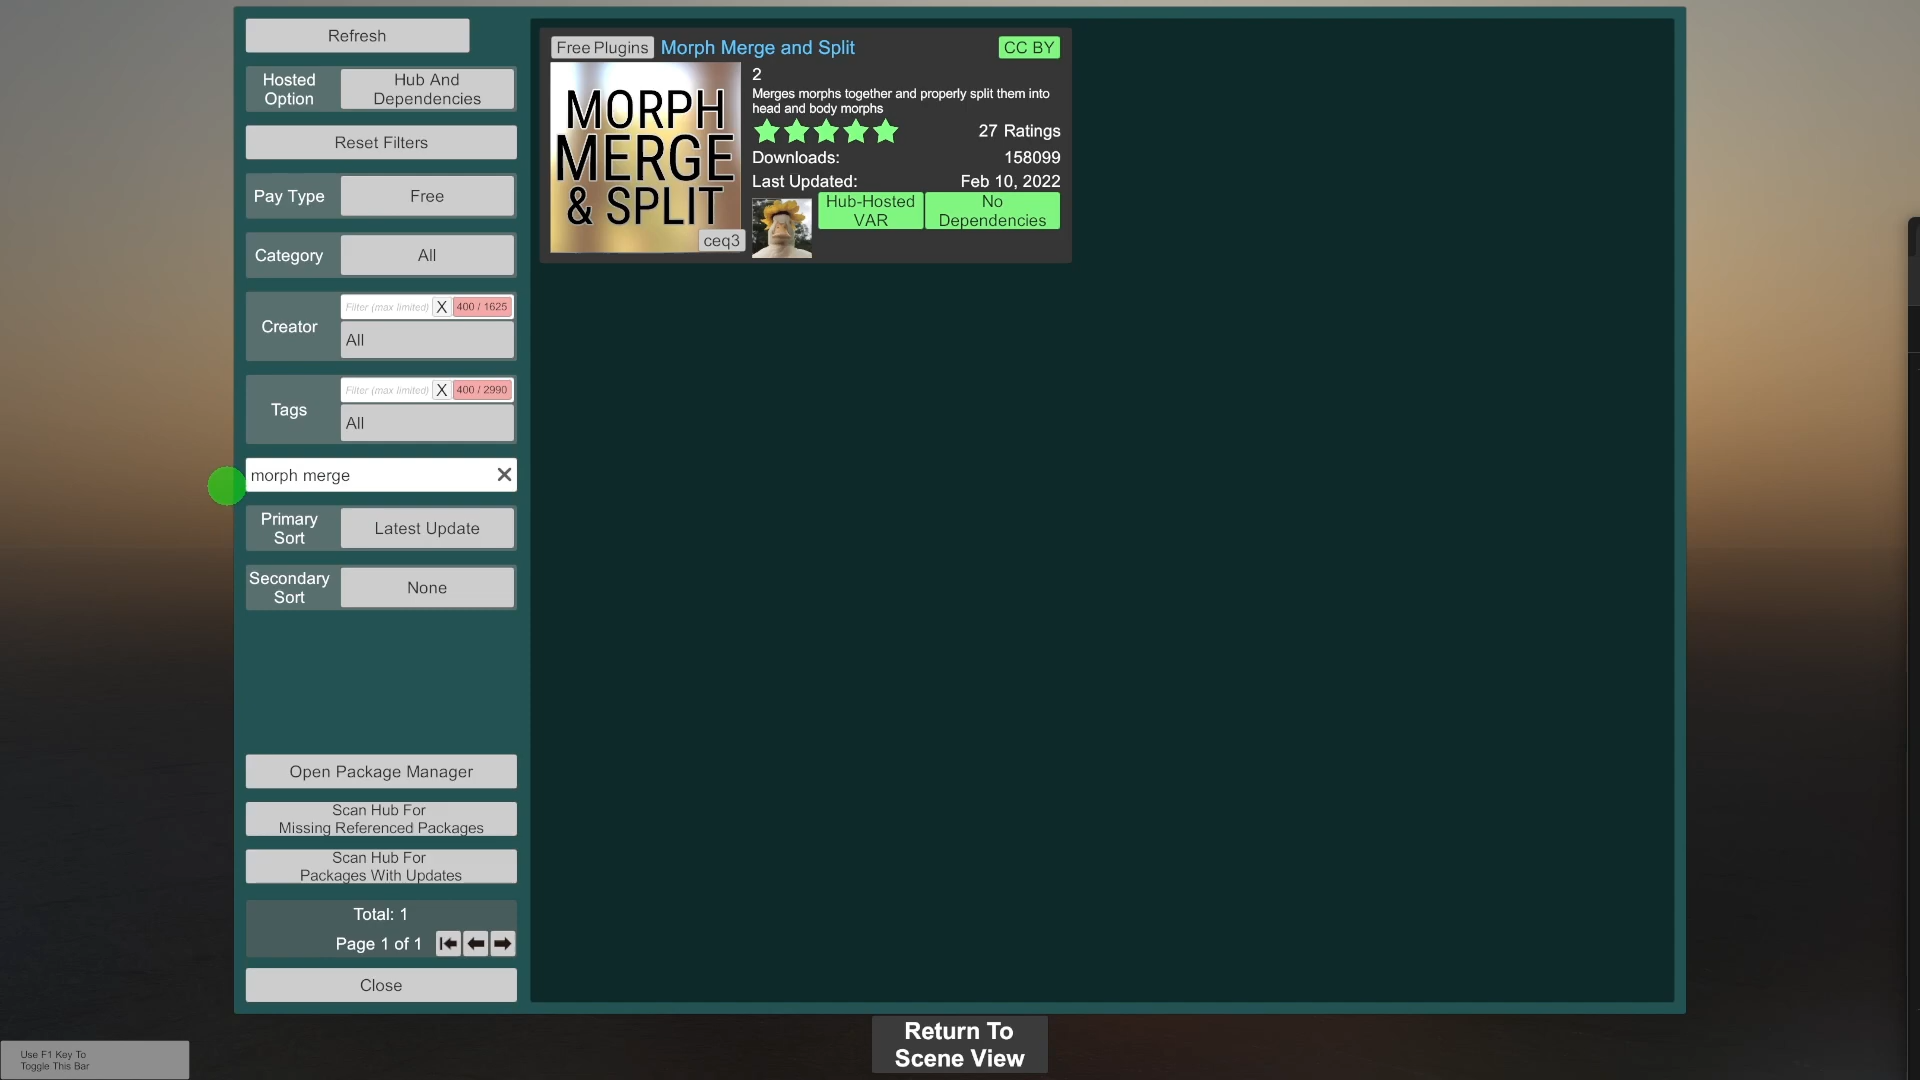 Refresh
Hosted
Option
Hub And
Dependencies
Reset Filters
Pay Type
Free
Category
All
Creator
Filter (max limited)
X
400 / 1625
All
Tags
Filter (max limited)
X
400 / 2990
All
morph merge
Primary
Sort
Latest Update
Secondary
Sort
None
Open Package Manager
Scan Hub For
Missing Referenced Packages
Scan Hub For
Packages With Updates
Total: 1
Page 1 of 1
Close
Free Plugins
Morph Merge and Split
CC BY
MORPH
MERGE
& SPLIT
ceq3
2
Merges morphs together and properly split them into
head and body morphs
27 Ratings
Downloads: 158099
Last Updated: Feb 10, 2022
Hub-Hosted
VAR
No
Dependencies
Return To
Scene View
Use F1 Key To
Toggle This Bar